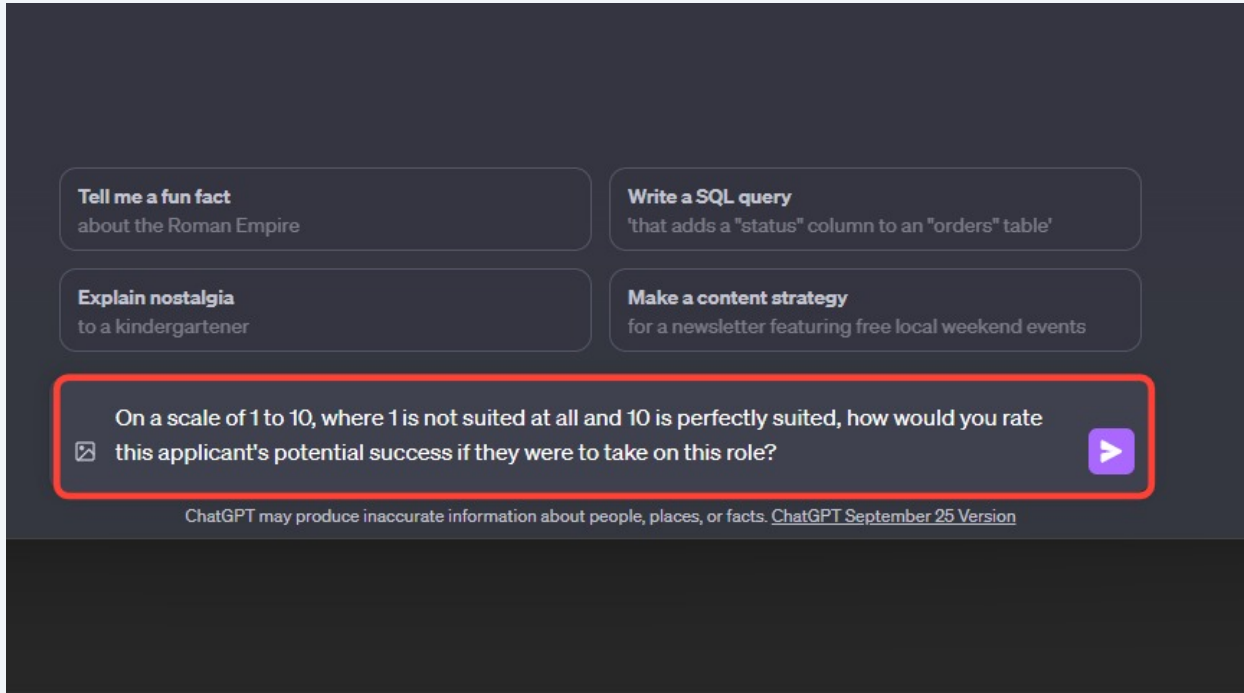 Tell me a fun fact
about the Roman Empire
Write a SQL query
'that adds a "status" column to an "orders" table'
Explain nostalgia
to a kindergartener
Make a content strategy
for a newsletter featuring free local weekend events
On a scale of 1 to 10, where 1 is not suited at all and 10 is perfectly suited, how would you rate
this applicant's potential success if they were to take on this role?
ChatGPT may produce inaccurate information about people, places, or facts. ChatGPT September 25 Version